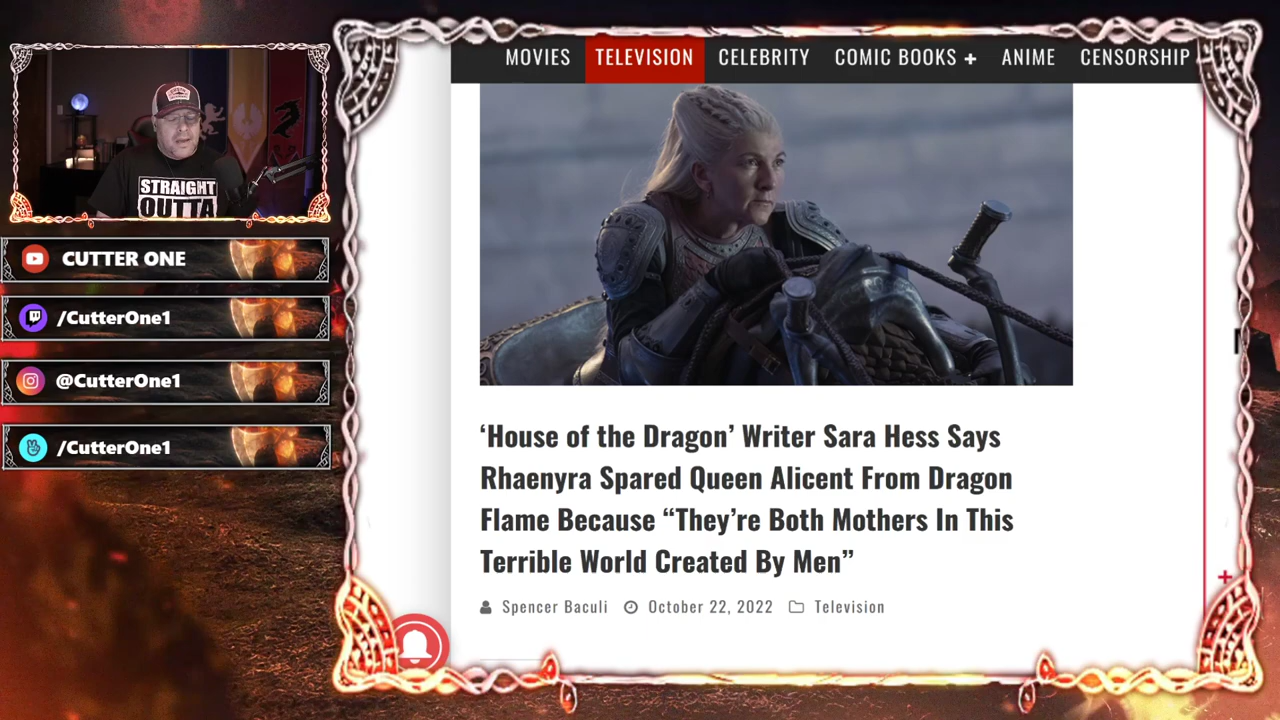 MOVIES TELEVISION CELEBRITY COMIC BOOKS + ANIME CENSORSHIP
STRAIGHT
OUTTA
CUTTER ONE
/CutterOne1
@CutterOne1
/CutterOne1
‘House of the Dragon’ Writer Sara Hess Says
Rhaenyra Spared Queen Alicent From Dragon
Flame Because “They’re Both Mothers In This
Terrible World Created By Men”
Spencer Baculi October 22, 2022 Television